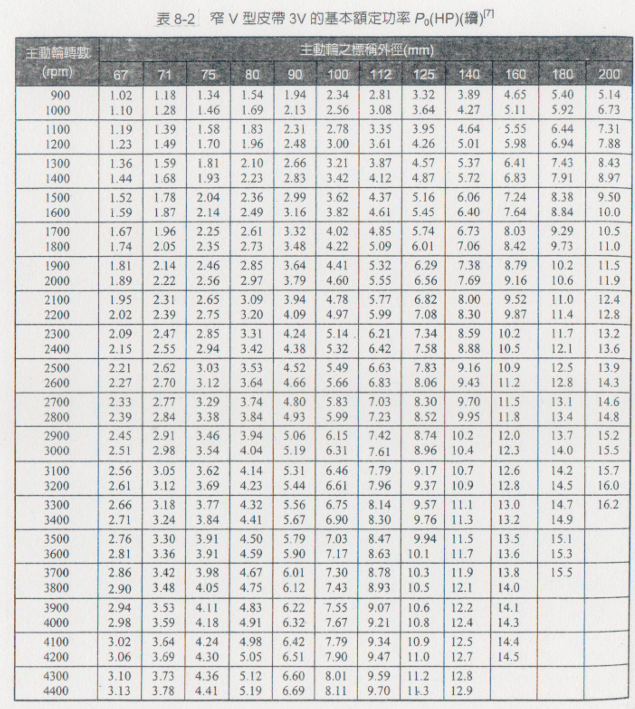 表 8-2 窄 V 型皮帶 3V 的基本額定功率 P₀(HP)(續)[7]
主動輪轉數 (rpm) 主動輪之標稱外徑(mm)
67 71 75 80 90 100 112 125 140 160 180 200
900 1.02 1.18 1.34 1.54 1.94 2.34 2.81 3.32 3.89 4.65 5.40 5.14
1000 1.10 1.28 1.46 1.69 2.13 2.56 3.08 3.64 4.27 5.11 5.92 6.73
1100 1.19 1.39 1.58 1.83 2.31 2.78 3.35 3.95 4.64 5.55 6.44 7.31
1200 1.23 1.49 1.70 1.96 2.48 3.00 3.61 4.26 5.01 5.98 6.94 7.88
1300 1.36 1.59 1.81 2.10 2.66 3.21 3.87 4.57 5.37 6.41 7.43 8.43
1400 1.44 1.68 1.93 2.23 2.83 3.42 4.12 4.87 5.72 6.83 7.91 8.97
1500 1.52 1.78 2.04 2.36 2.99 3.62 4.37 5.16 6.06 7.24 8.38 9.50
1600 1.59 1.87 2.14 2.49 3.16 3.82 4.61 5.45 6.40 7.64 8.84 10.0
1700 1.67 1.96 2.25 2.61 3.32 4.02 4.85 5.74 6.73 8.03 9.29 10.5
1800 1.74 2.05 2.35 2.73 3.48 4.22 5.09 6.01 7.06 8.42 9.73 11.0
1900 1.81 2.14 2.46 2.85 3.64 4.41 5.32 6.29 7.38 8.79 10.2 11.5
2000 1.89 2.22 2.56 2.97 3.79 4.60 5.55 6.56 7.69 9.16 10.6 11.9
2100 1.95 2.31 2.65 3.09 3.94 4.78 5.77 6.82 8.00 9.52 11.0 12.4
2200 2.02 2.39 2.75 3.20 4.09 4.97 5.99 7.08 8.30 9.87 11.4 12.8
2300 2.09 2.47 2.85 3.31 4.24 5.14 6.21 7.34 8.59 10.2 11.7 13.2
2400 2.15 2.55 2.94 3.42 4.38 5.32 6.42 7.58 8.88 10.5 12.1 13.6
2500 2.21 2.62 3.03 3.53 4.52 5.49 6.63 7.83 9.16 10.9 12.5 13.9
2600 2.27 2.70 3.12 3.64 4.66 5.66 6.83 8.06 9.43 11.2 12.8 14.3
2700 2.33 2.77 3.29 3.74 4.80 5.83 7.03 8.30 9.70 11.5 13.1 14.6
2800 2.39 2.84 3.38 3.84 4.93 5.99 7.23 8.52 9.95 11.8 13.4 14.8
2900 2.45 2.91 3.46 3.94 5.06 6.15 7.42 8.74 10.2 12.0 13.7 15.2
3000 2.51 2.98 3.54 4.04 5.19 6.31 7.61 8.96 10.4 12.3 14.0 15.5
3100 2.56 3.05 3.62 4.14 5.31 6.46 7.79 9.17 10.7 12.6 14.2 15.7
3200 2.61 3.12 3.69 4.23 5.44 6.61 7.96 9.37 10.9 12.8 14.5 16.0
3300 2.66 3.18 3.77 4.32 5.56 6.75 8.14 9.57 11.1 13.0 14.7 16.2
3400 2.71 3.24 3.84 4.41 5.67 6.90 8.30 9.76 11.3 13.2 14.9
3500 2.76 3.30 3.91 4.50 5.79 7.03 8.47 9.94 11.5 13.5 15.1
3600 2.81 3.36 3.91 4.59 5.90 7.17 8.63 10.1 11.7 13.6 15.3
3700 2.86 3.42 3.98 4.67 6.01 7.30 8.78 10.3 11.9 13.8 15.5
3800 2.90 3.48 4.05 4.75 6.12 7.43 8.93 10.5 12.1 14.0
3900 2.94 3.53 4.11 4.83 6.22 7.55 9.07 10.6 12.2 14.1
4000 2.98 3.59 4.18 4.91 6.32 7.67 9.21 10.8 12.4 14.3
4100 3.02 3.64 4.24 4.98 6.42 7.79 9.34 10.9 12.5 14.4
4200 3.06 3.69 4.30 5.05 6.51 7.90 9.47 11.0 12.7 14.5
4300 3.10 3.73 4.36 5.12 6.60 8.01 9.59 11.2 12.8
4400 3.13 3.78 4.41 5.19 6.69 8.11 9.70 11.3 12.9